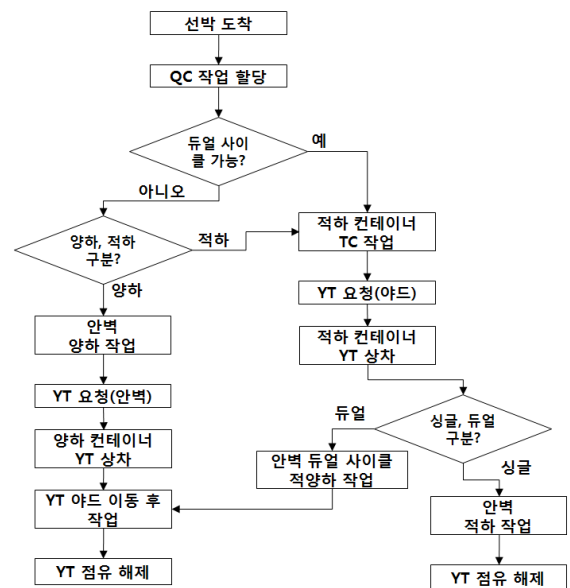 선박 도착
QC 작업 할당
듀얼 사이
클 가능?
예
아니오
양하, 적하
구분?
적하
양하
적하 컨테이너
TC 작업
YT 요청(야드)
적하 컨테이너
YT 상차
안벽
양하 작업
YT 요청(안벽)
양하 컨테이너
YT 상차
YT 야드 이동 후
작업
YT 점유 해제
싱글, 듀얼
구분?
듀얼
싱글
안벽 듀얼 사이클
적양하 작업
안벽
적하 작업
YT 점유 해제